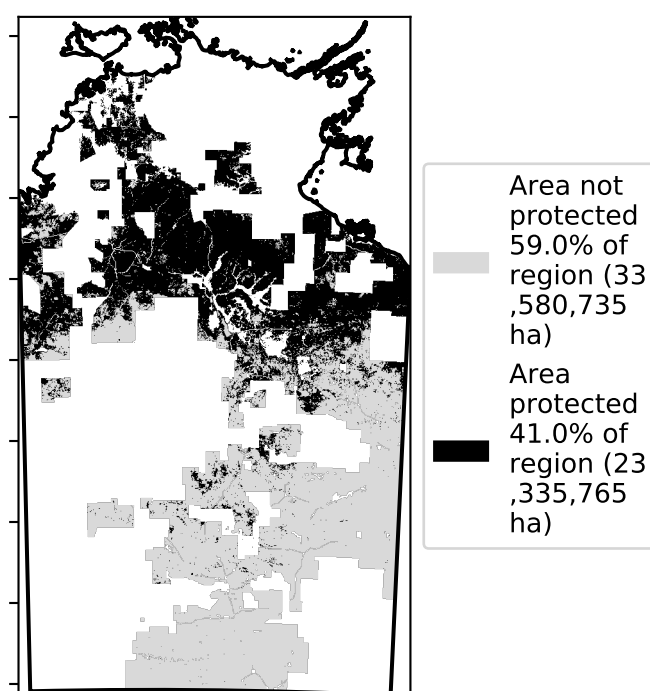 Area not
protected
59.0% of
region (33
,580,735
ha)
Area
protected
41.0% of
region (23
,335,765
ha)